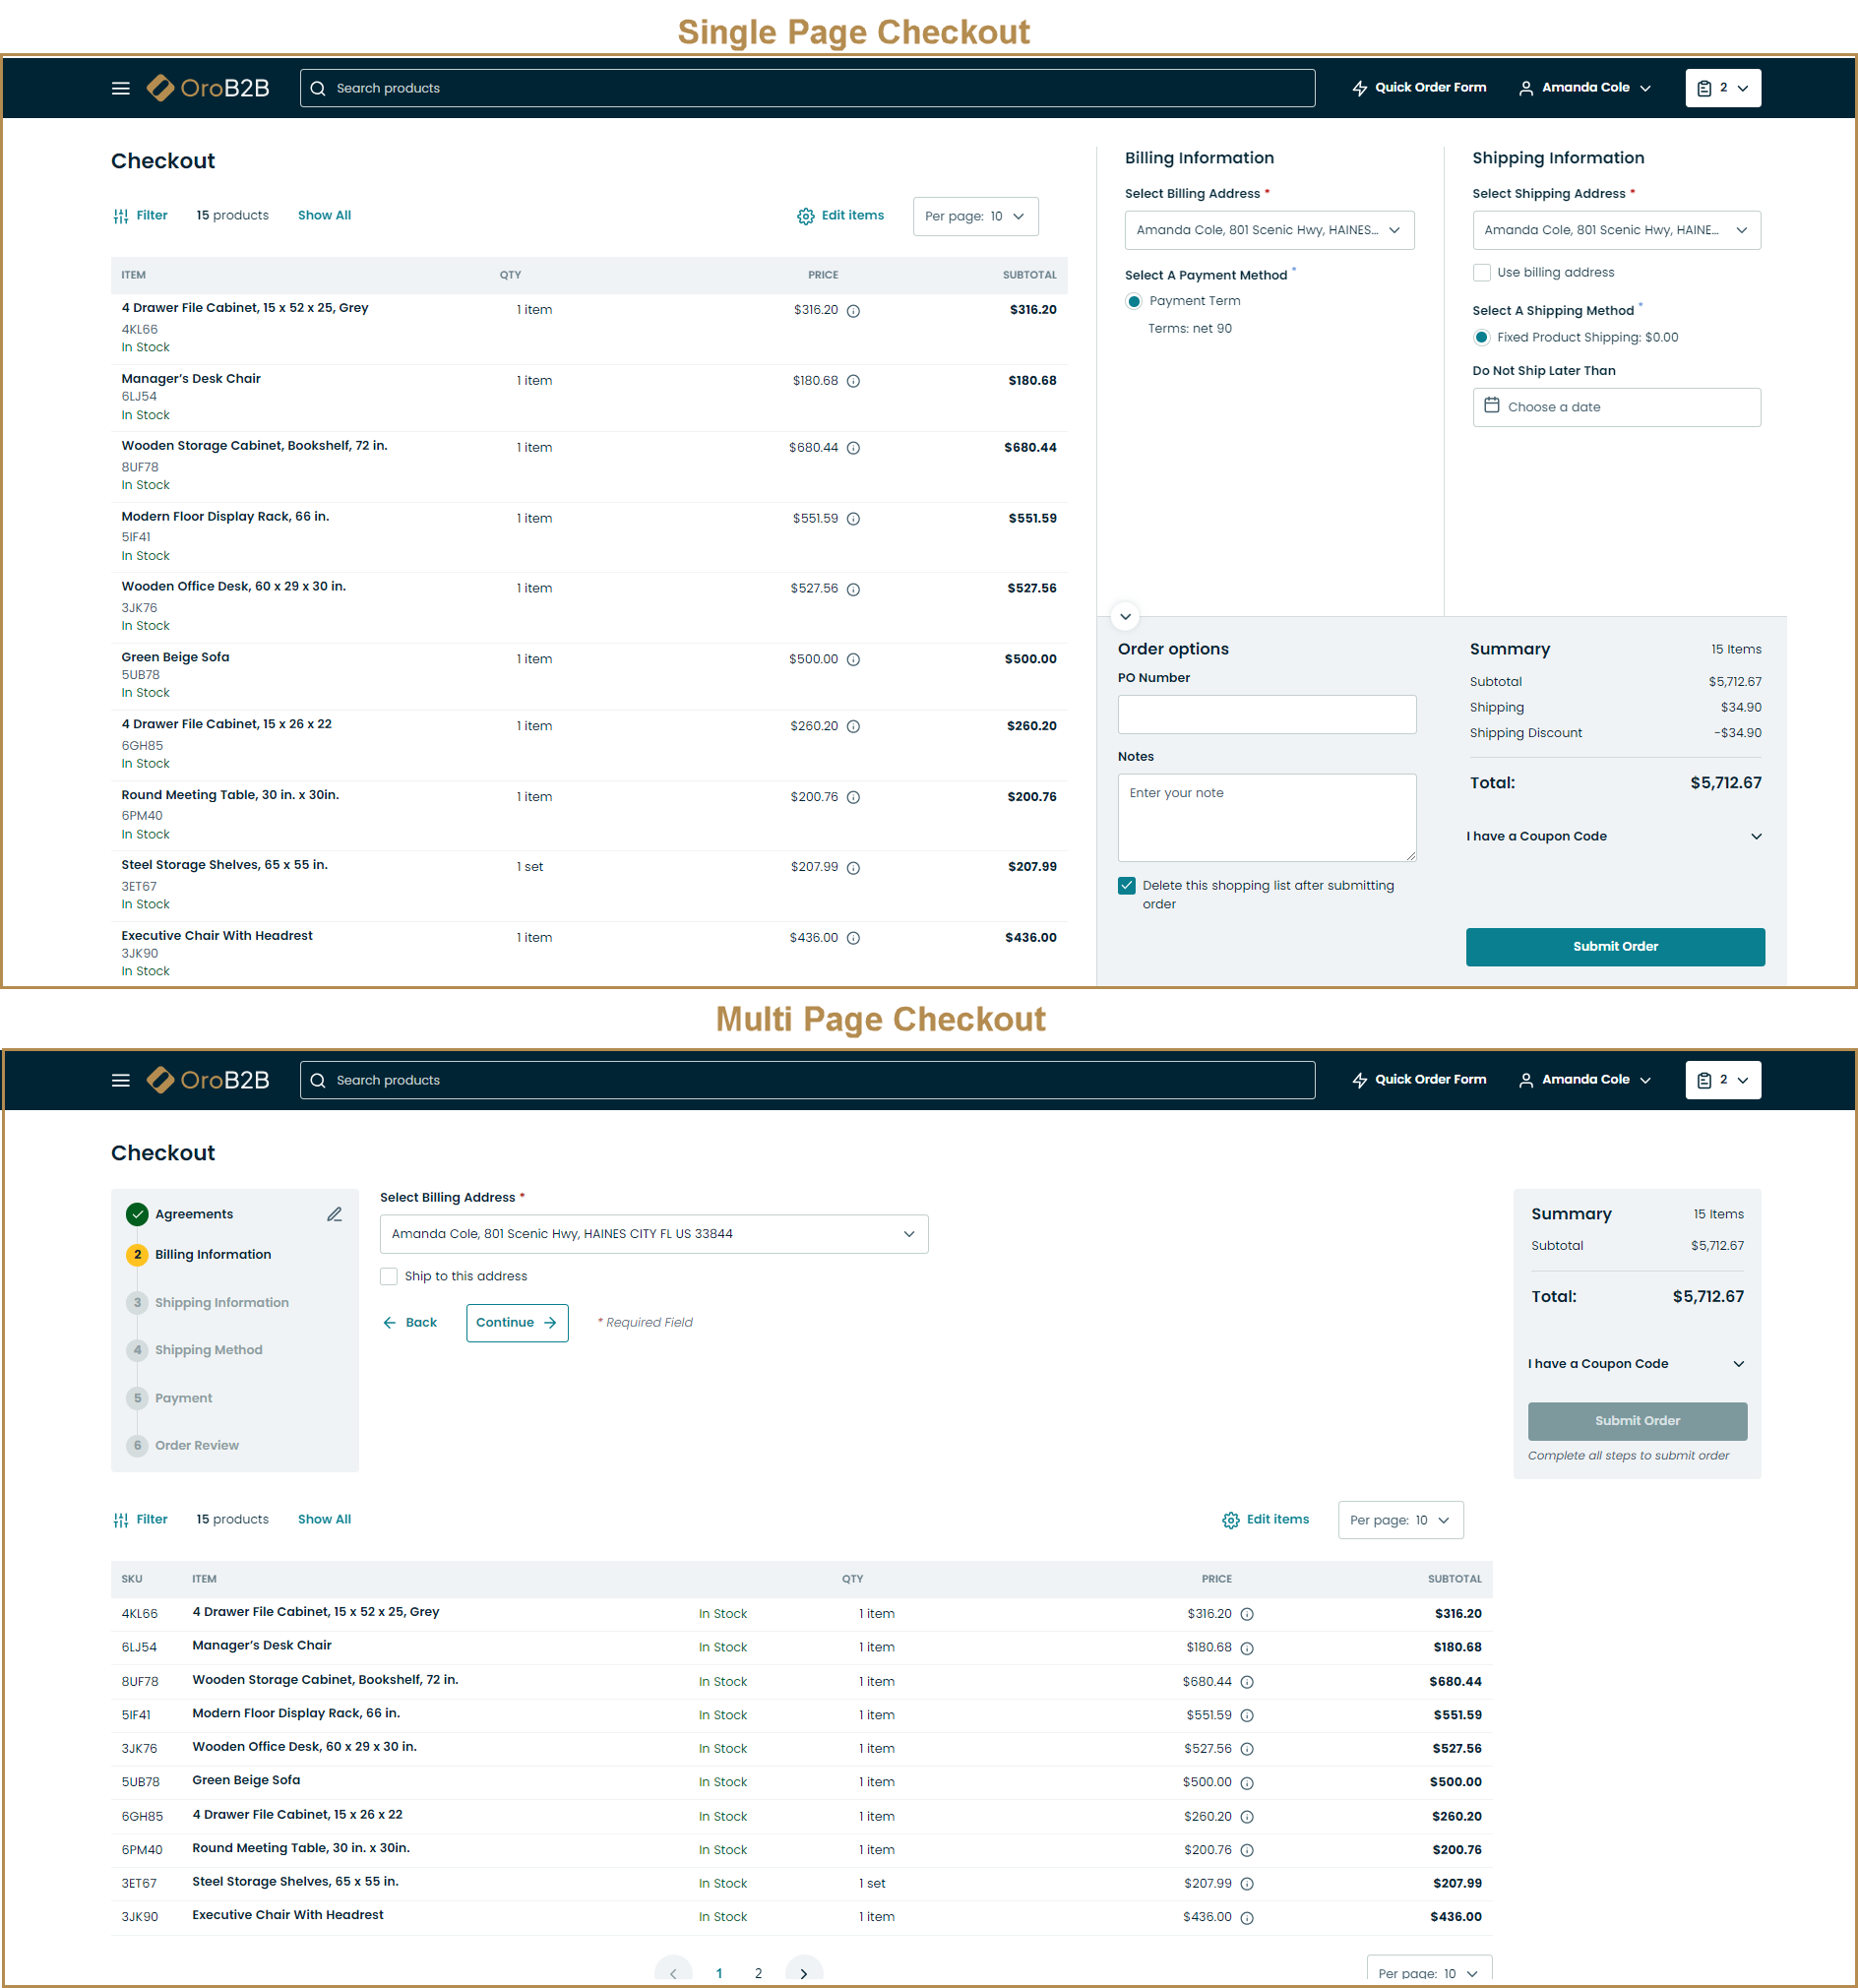 Single Page Checkout
OroB2B
Search products
Quick Order Form
Amanda Cole
2
Checkout
Filter 15 products Show All
Edit items
Per page: 10
ITEM QTY PRICE SUBTOTAL
4 Drawer File Cabinet, 15 x 52 x 25, Grey 1 item $316.20 $316.20
4KL66
In Stock
Manager’s Desk Chair 1 item $180.68 $180.68
6LJ54
In Stock
Wooden Storage Cabinet, Bookshelf, 72 in. 1 item $680.44 $680.44
8UF78
In Stock
Modern Floor Display Rack, 66 in. 1 item $551.59 $551.59
5IF41
In Stock
Wooden Office Desk, 60 x 29 x 30 in. 1 item $527.56 $527.56
3JK76
In Stock
Green Beige Sofa 1 item $500.00 $500.00
5UB78
In Stock
4 Drawer File Cabinet, 15 x 26 x 22 1 item $260.20 $260.20
6GH85
In Stock
Round Meeting Table, 30 in. x 30in. 1 item $200.76 $200.76
6PM40
In Stock
Steel Storage Shelves, 65 x 55 in. 1 set $207.99 $207.99
3ET67
In Stock
Executive Chair With Headrest 1 item $436.00 $436.00
3JK90
In Stock
Billing Information
Select Billing Address *
Amanda Cole, 801 Scenic Hwy, HAINES...
Select A Payment Method *
Payment Term
Terms: net 90
Shipping Information
Select Shipping Address *
Amanda Cole, 801 Scenic Hwy, HAINE...
Use billing address
Select A Shipping Method *
Fixed Product Shipping: $0.00
Do Not Ship Later Than
Choose a date
Order options
PO Number
Notes
Enter your note
Delete this shopping list after submitting
order
Summary 15 Items
Subtotal $5,712.67
Shipping $34.90
Shipping Discount -$34.90
Total: $5,712.67
I have a Coupon Code
Submit Order
Multi Page Checkout
OroB2B
Search products
Quick Order Form
Amanda Cole
2
Checkout
Agreements
2 Billing Information
3 Shipping Information
4 Shipping Method
5 Payment
6 Order Review
Select Billing Address *
Amanda Cole, 801 Scenic Hwy, HAINES CITY FL US 33844
Ship to this address
Back Continue * Required Field
Summary 15 Items
Subtotal $5,712.67
Total: $5,712.67
I have a Coupon Code
Submit Order
Complete all steps to submit order
Filter 15 products Show All
Edit items
Per page: 10
SKU ITEM QTY PRICE SUBTOTAL
4KL66 4 Drawer File Cabinet, 15 x 52 x 25, Grey In Stock 1 item $316.20 $316.20
6LJ54 Manager’s Desk Chair In Stock 1 item $180.68 $180.68
8UF78 Wooden Storage Cabinet, Bookshelf, 72 in. In Stock 1 item $680.44 $680.44
5IF41 Modern Floor Display Rack, 66 in. In Stock 1 item $551.59 $551.59
3JK76 Wooden Office Desk, 60 x 29 x 30 in. In Stock 1 item $527.56 $527.56
5UB78 Green Beige Sofa In Stock 1 item $500.00 $500.00
6GH85 4 Drawer File Cabinet, 15 x 26 x 22 In Stock 1 item $260.20 $260.20
6PM40 Round Meeting Table, 30 in. x 30in. In Stock 1 item $200.76 $200.76
3ET67 Steel Storage Shelves, 65 x 55 in. In Stock 1 set $207.99 $207.99
3JK90 Executive Chair With Headrest In Stock 1 item $436.00 $436.00
1 2
Per page: 10